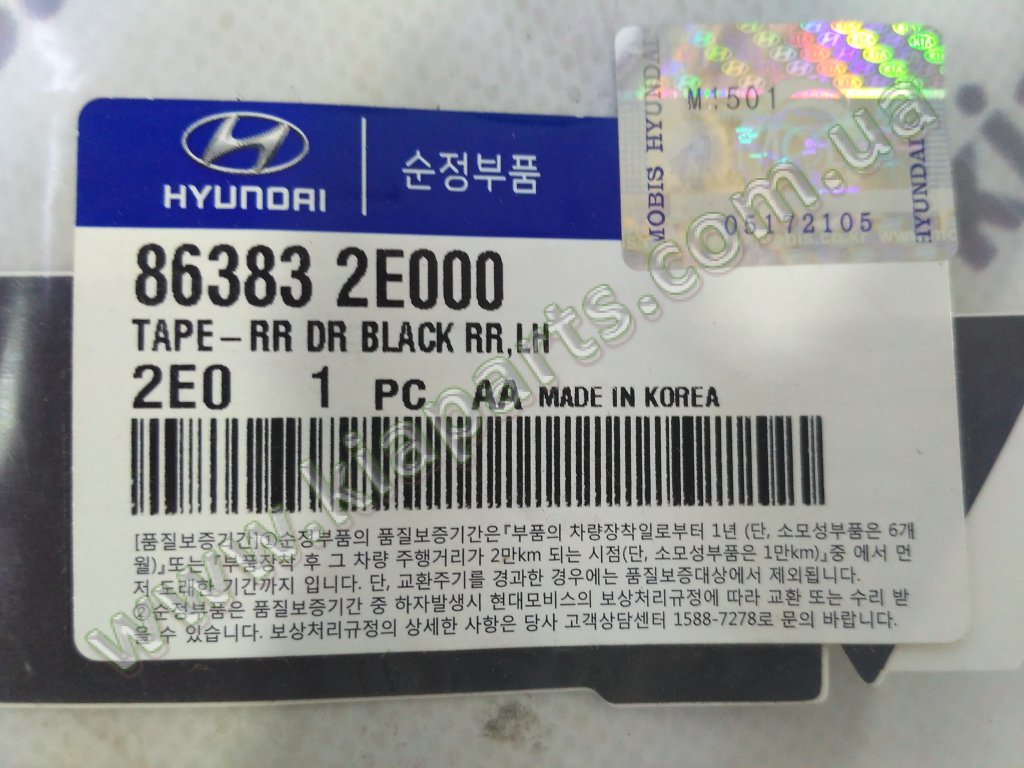 HYUNDAI
순정부품
MOBIS HYUNDAI
M1501
05172105
HYUNDAI
KIA
86383 2E000
TAPE-RR DR BLACK RR,LH
2E0 1 PC AA MADE IN KOREA
[품질보증기간]①순정부품의 품질보증기간은『부품의 차량장착일로부터 1년 (단, 소모성부품은 6개
월)』또는『부품장착 후 그 차량 주행거리가 2만km 되는 시점(단, 소모성부품은 1만km)』중 에서 먼
저 도래한 기간까지 입니다. 단, 교환주기를 경과한 경우에는 품질보증대상에서 제외됩니다.
②순정부품은 품질보증기간 중 하자발생시 현대모비스의 보상처리규정에 따라 교환 또는 수리 받
을 수 있습니다. 보상처리규정의 상세한 사항은 당사 고객상담센터 1588-7278로 문의 바랍니다.
www.kiaparts.com.ua